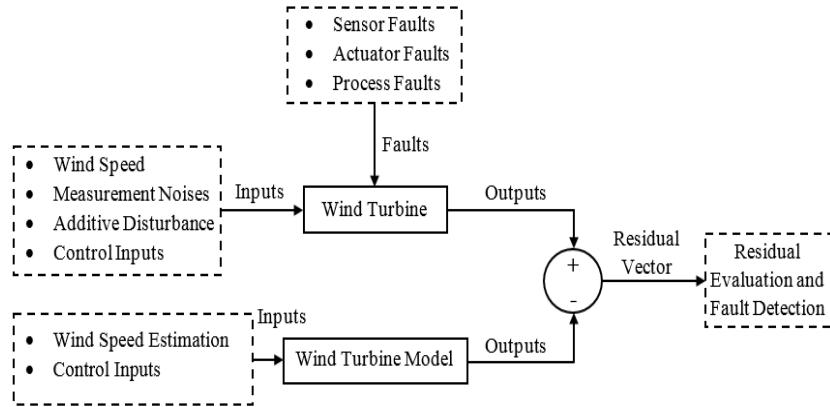 • Sensor Faults
• Actuator Faults
• Process Faults
Faults
• Wind Speed
• Measurement Noises
• Additive Disturbance
• Control Inputs
Inputs
Wind Turbine
Outputs
+
-
Residual
Vector
Residual
Evaluation and
Fault Detection
• Wind Speed Estimation
• Control Inputs
Inputs
Wind Turbine Model
Outputs